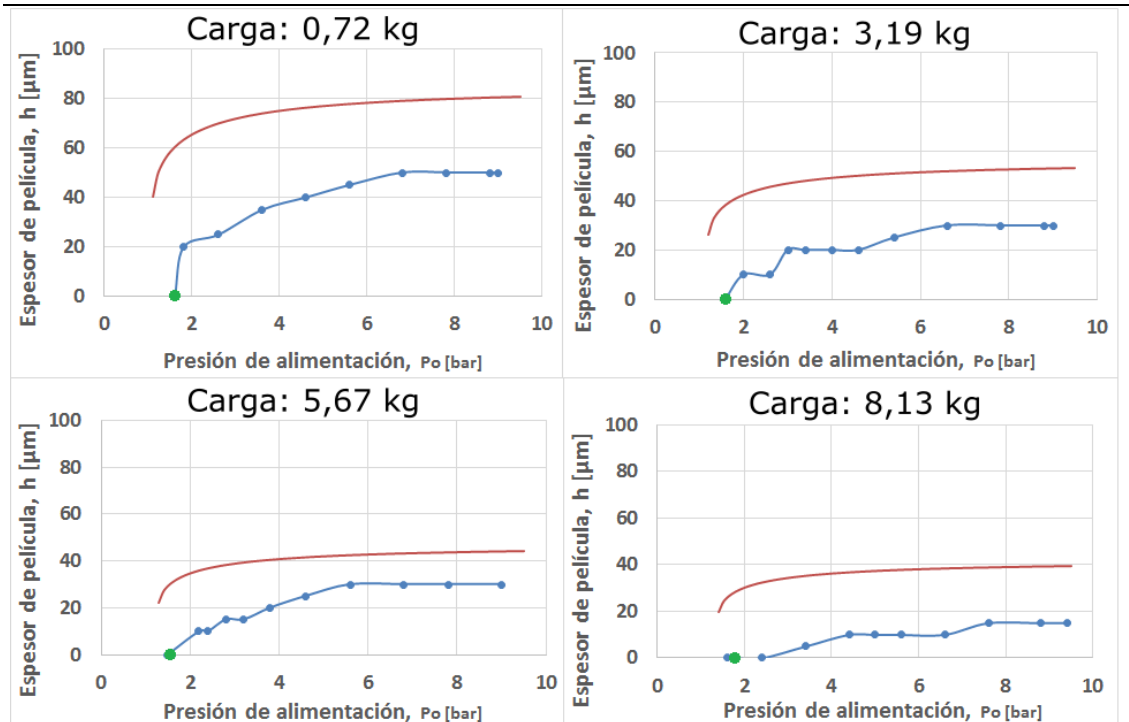 Carga: 0,72 kg
Espesor de película, h [µm]
100
80
60
40
20
0
0 2 4 6 8 10
Presión de alimentación, Po [bar]
Carga: 3,19 kg
Espesor de película, h [µm]
100
80
60
40
20
0
0 2 4 6 8 10
Presión de alimentación, Po [bar]
Carga: 5,67 kg
Espesor de película, h [µm]
100
80
60
40
20
0
0 2 4 6 8 10
Presión de alimentación, Po [bar]
Carga: 8,13 kg
Espesor de película, h [µm]
100
80
60
40
20
0
0 2 4 6 8 10
Presión de alimentación, Po [bar]